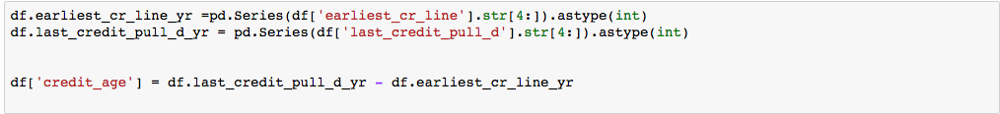 df.earliest_cr_line_yr =pd.Series(df['earliest_cr_line'].str[4:]).astype(int)
df.last_credit_pull_d_yr = pd.Series(df['last_credit_pull_d'].str[4:]).astype(int)
df['credit_age'] = df.last_credit_pull_d_yr - df.earliest_cr_line_yr